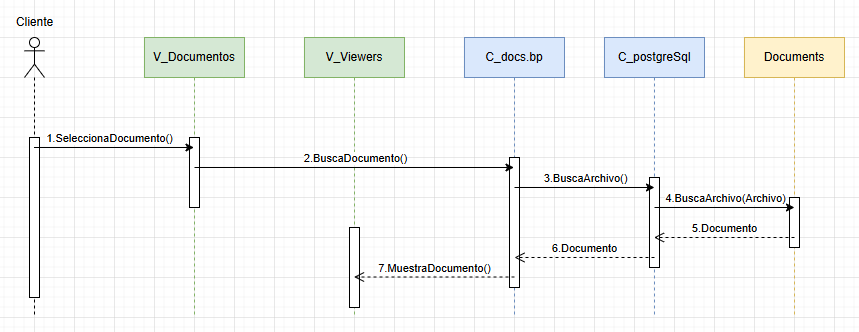 Cliente
V_Documentos
V_Viewers
C_docs.bp
C_postgreSql
Documents
1.SeleccionaDocumento()
2.BuscaDocumento()
3.BuscaArchivo()
4.BuscaArchivo(Archivo)
5.Documento
6.Documento
7.MuestraDocumento()